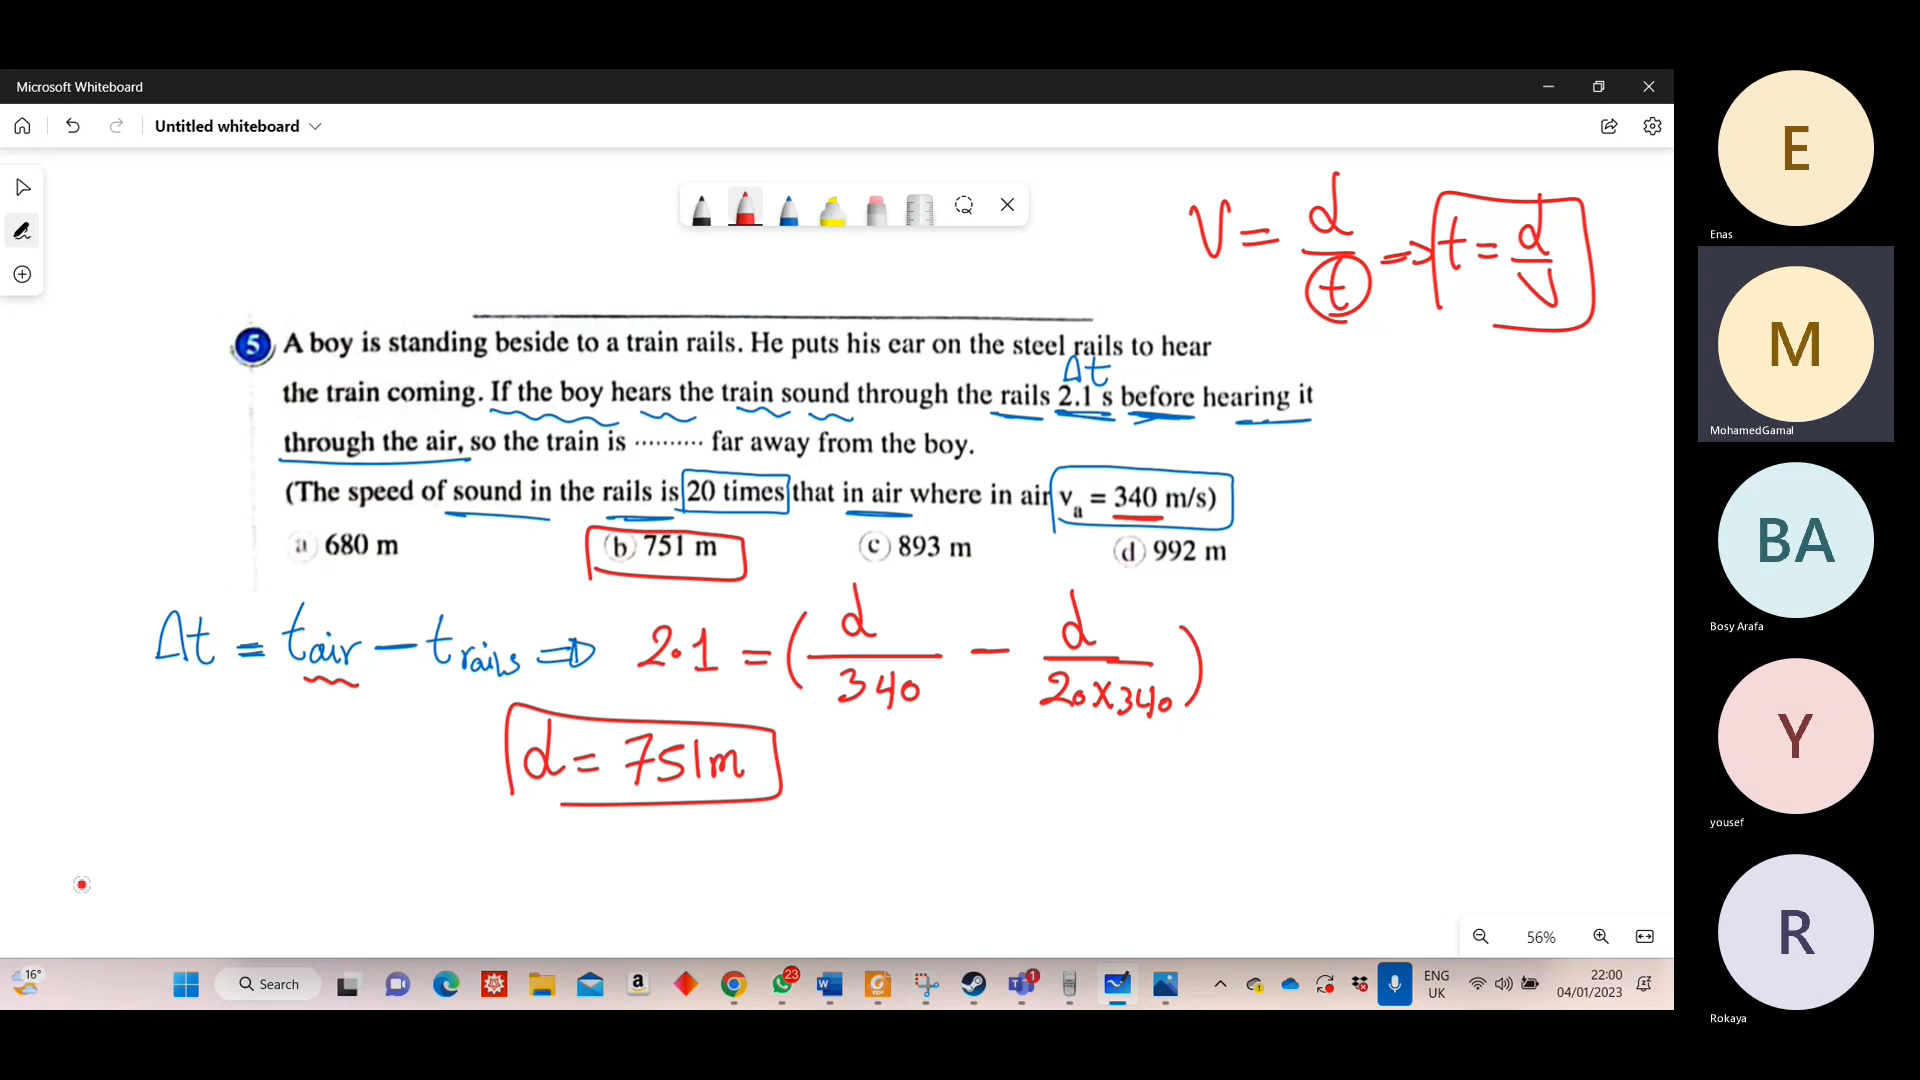 Microsoft Whiteboard
Untitled whiteboard
V = d/t => t = d/V
5 A boy is standing beside to a train rails. He puts his ear on the steel rails to hear
Δt
the train coming. If the boy hears the train sound through the rails 2.1 s before hearing it
through the air, so the train is .......... far away from the boy.
(The speed of sound in the rails is 20 times that in air where in air va = 340 m/s)
a 680 m b 751 m c 893 m d 992 m
Δt = tair − trails => 2.1 = (d/340 − d/20x340)
d = 751m
56%
16°
Search
23
1
ENG
UK
22:00
04/01/2023
E
Enas
M
MohamedGamal
BA
Bosy Arafa
Y
yousef
R
Rokaya